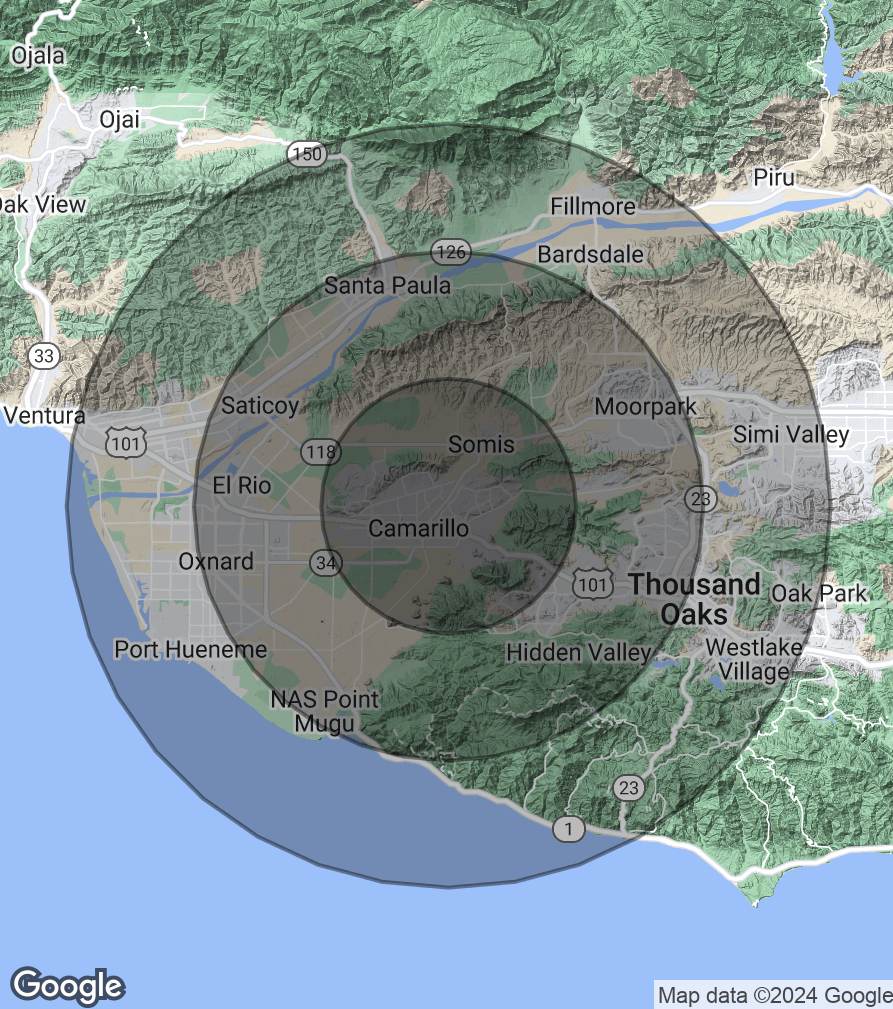 Ojala
Ojai
150
Piru
Oak View
Fillmore
126
Bardsdale
Santa Paula
33
Saticoy
Moorpark
Ventura
101
118
Somis
Simi Valley
El Rio
23
Camarillo
Oxnard
34
101
Thousand
Oaks
Oak Park
Port Hueneme
Hidden Valley
Westlake
Village
NAS Point
Mugu
23
1
Google
Map data ©2024 Google